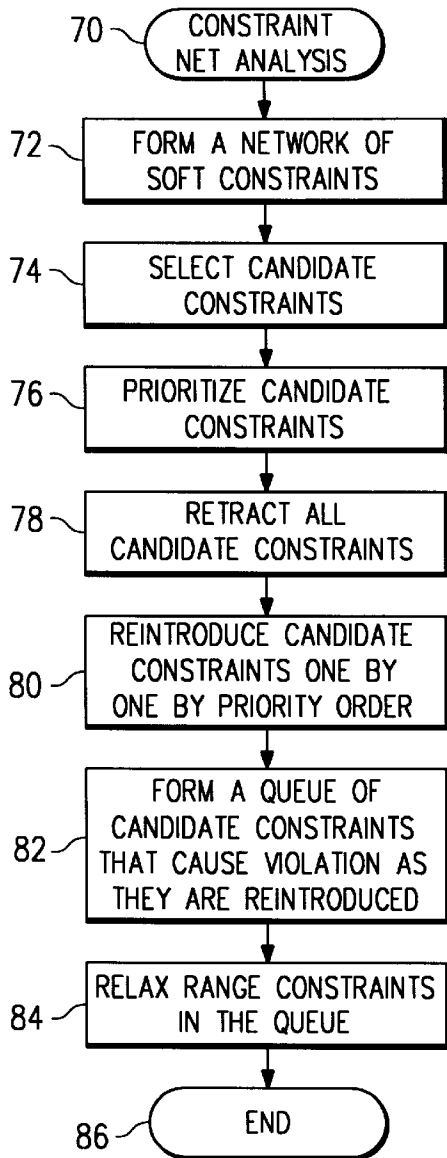 70
CONSTRAINT
NET ANALYSIS
72
FORM A NETWORK OF
SOFT CONSTRAINTS
74
SELECT CANDIDATE
CONSTRAINTS
76
PRIORITIZE CANDIDATE
CONSTRAINTS
78
RETRACT ALL
CANDIDATE CONSTRAINTS
80
REINTRODUCE CANDIDATE
CONSTRAINTS ONE BY
ONE BY PRIORITY ORDER
82
FORM A QUEUE OF
CANDIDATE CONSTRAINTS
THAT CAUSE VIOLATION AS
THEY ARE REINTRODUCED
84
RELAX RANGE CONSTRAINTS
IN THE QUEUE
86
END